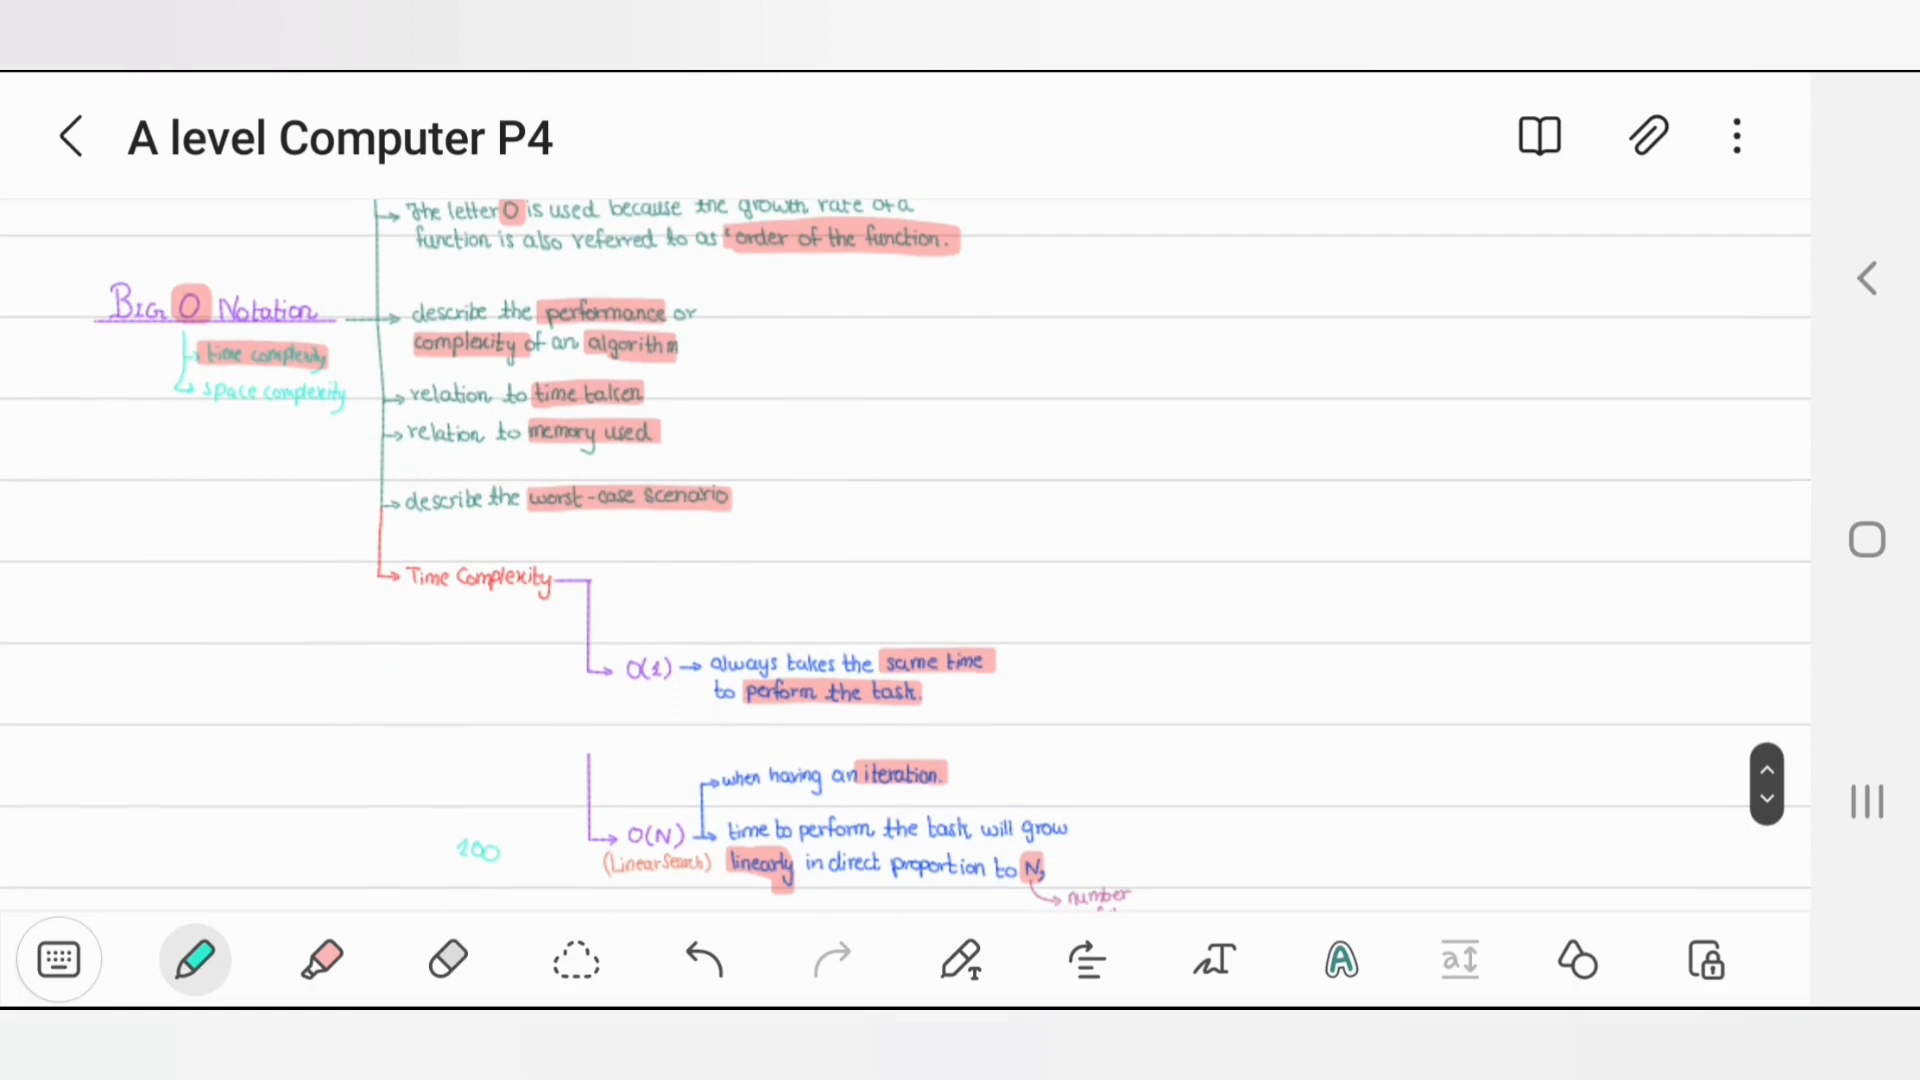 A level Computer P4
The letter O is used because the growth rate of a
function is also referred to as 'order of the function.
BIG O Notation
time complexity
space complexity
describe the performance or
complexity of an algorithm
relation to time taken
relation to memory used
describe the worst-case scenario
Time Complexity
O(1) → always takes the same time
to perform the task.
when having an iteration.
O(N) → time to perform the task will grow
(Linear Search) linearly in direct proportion to N,
200
number